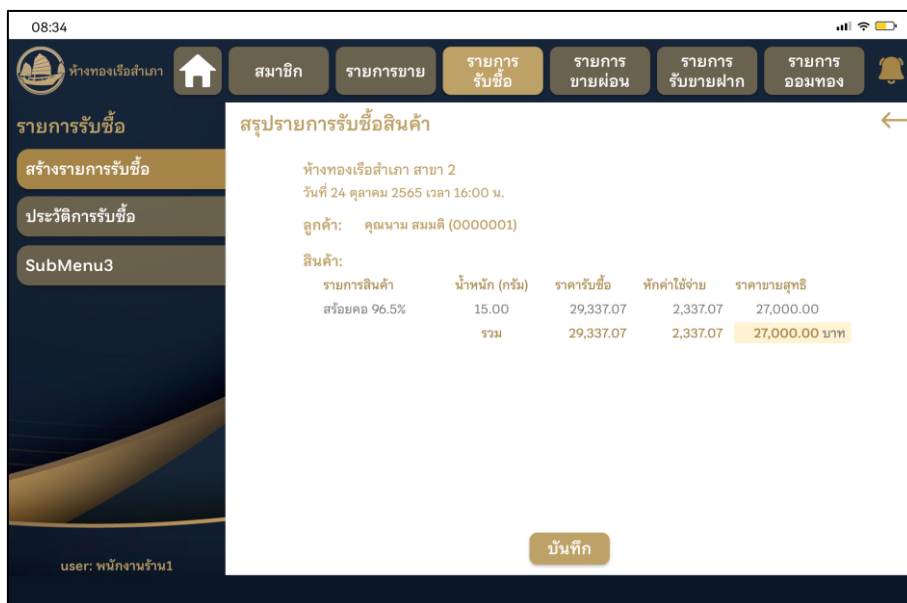 08:34
ห้างทองเรือสำเภา
สมาชิก
รายการขาย
รายการ
รับซื้อ
รายการ
ขายผ่อน
รายการ
รับขายฝาก
รายการ
ออมทอง
รายการรับซื้อ
สร้างรายการรับซื้อ
ประวัติการรับซื้อ
SubMenu3
user: พนักงานร้าน1
สรุปรายการรับซื้อสินค้า
ห้างทองเรือสำเภา สาขา 2
วันที่ 24 ตุลาคม 2565 เวลา 16:00 น.
ลูกค้า: คุณนาม สมมติ (0000001)
สินค้า:
รายการสินค้า น้ำหนัก (กรัม) ราคารับซื้อ หักค่าใช้จ่าย ราคาขายสุทธิ
สร้อยคอ 96.5% 15.00 29,337.07 2,337.07 27,000.00
รวม 29,337.07 2,337.07 27,000.00 บาท
บันทึก